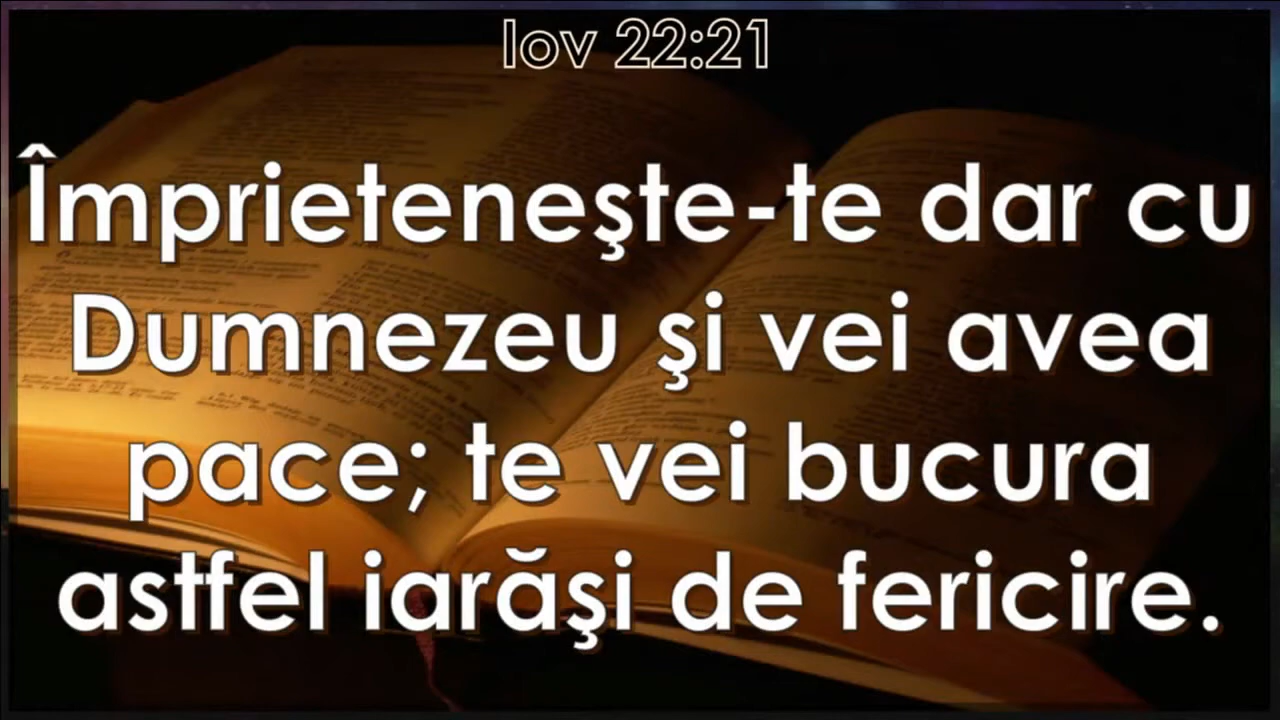 Iov 22:21
Împrieteneşte-te dar cu
Dumnezeu şi vei avea
pace; te vei bucura
astfel iarăşi de fericire.